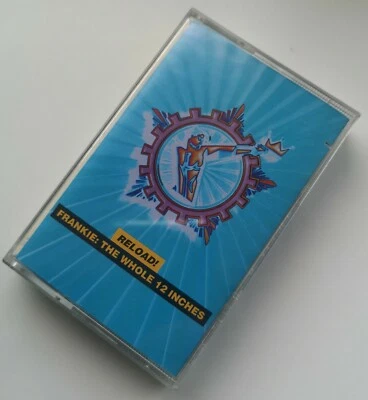 RELOAD!
FRANKIE: THE WHOLE 12 INCHES